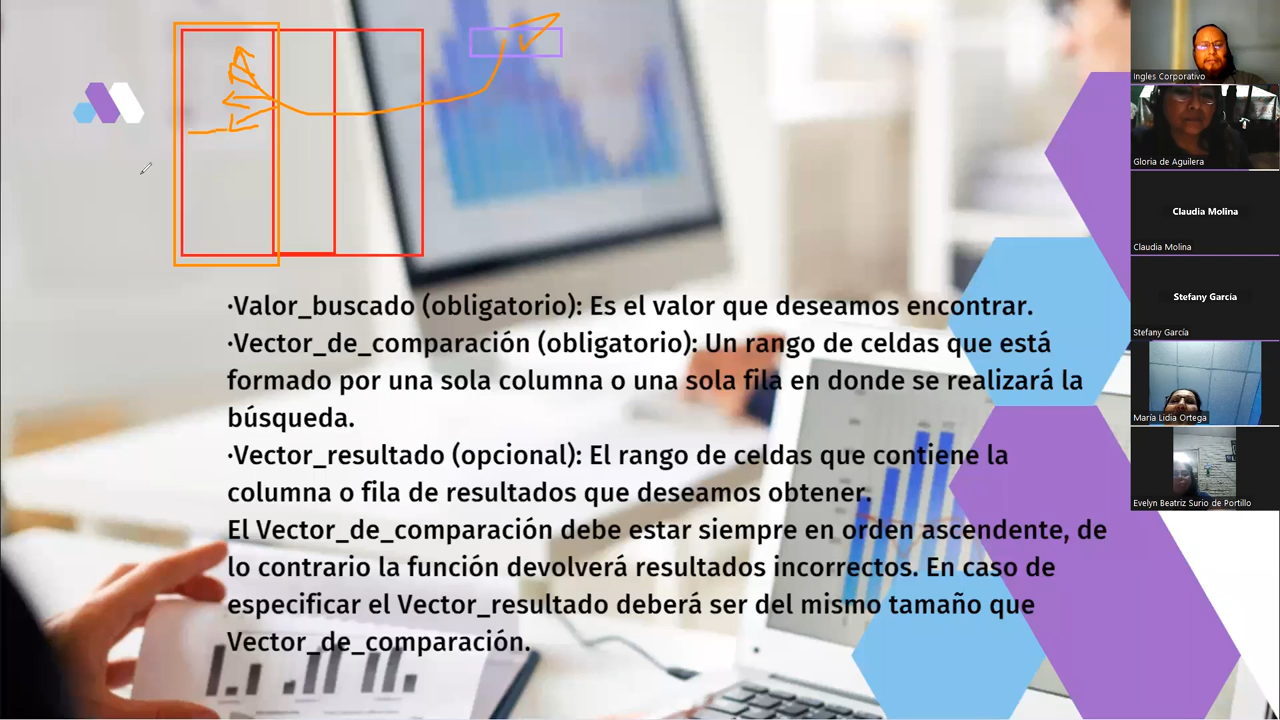 ·Valor_buscado (obligatorio): Es el valor que deseamos encontrar.
·Vector_de_comparación (obligatorio): Un rango de celdas que está
formado por una sola columna o una sola fila en donde se realizará la
búsqueda.
·Vector_resultado (opcional): El rango de celdas que contiene la
columna o fila de resultados que deseamos obtener.
El Vector_de_comparación debe estar siempre en orden ascendente, de
lo contrario la función devolverá resultados incorrectos. En caso de
especificar el Vector_resultado deberá ser del mismo tamaño que
Vector_de_comparación.
Ingles Corporativo
Gloria de Aguilera
Claudia Molina
Claudia Molina
Stefany García
Stefany García
María Lidia Ortega
Evelyn Beatriz Surio de Portillo